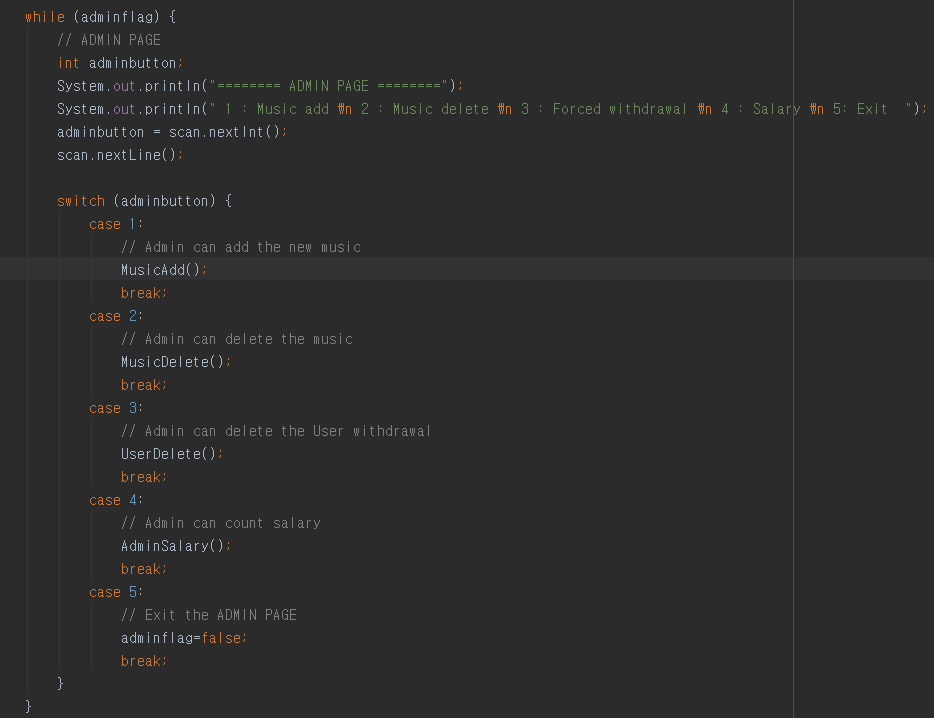 while (adminflag) {
// ADMIN PAGE
int adminbutton;
System.out.println("======== ADMIN PAGE ========");
System.out.println(" 1 : Music add ₩n 2 : Music delete ₩n 3 : Forced withdrawal ₩n 4 : Salary ₩n 5: Exit  ");
adminbutton = scan.nextInt();
scan.nextLine();
switch (adminbutton) {
case 1:
// Admin can add the new music
MusicAdd();
break;
case 2:
// Admin can delete the music
MusicDelete();
break;
case 3:
// Admin can delete the User withdrawal
UserDelete();
break;
case 4:
// Admin can count salary
AdminSalary();
break;
case 5:
// Exit the ADMIN PAGE
adminflag=false;
break;
}
}